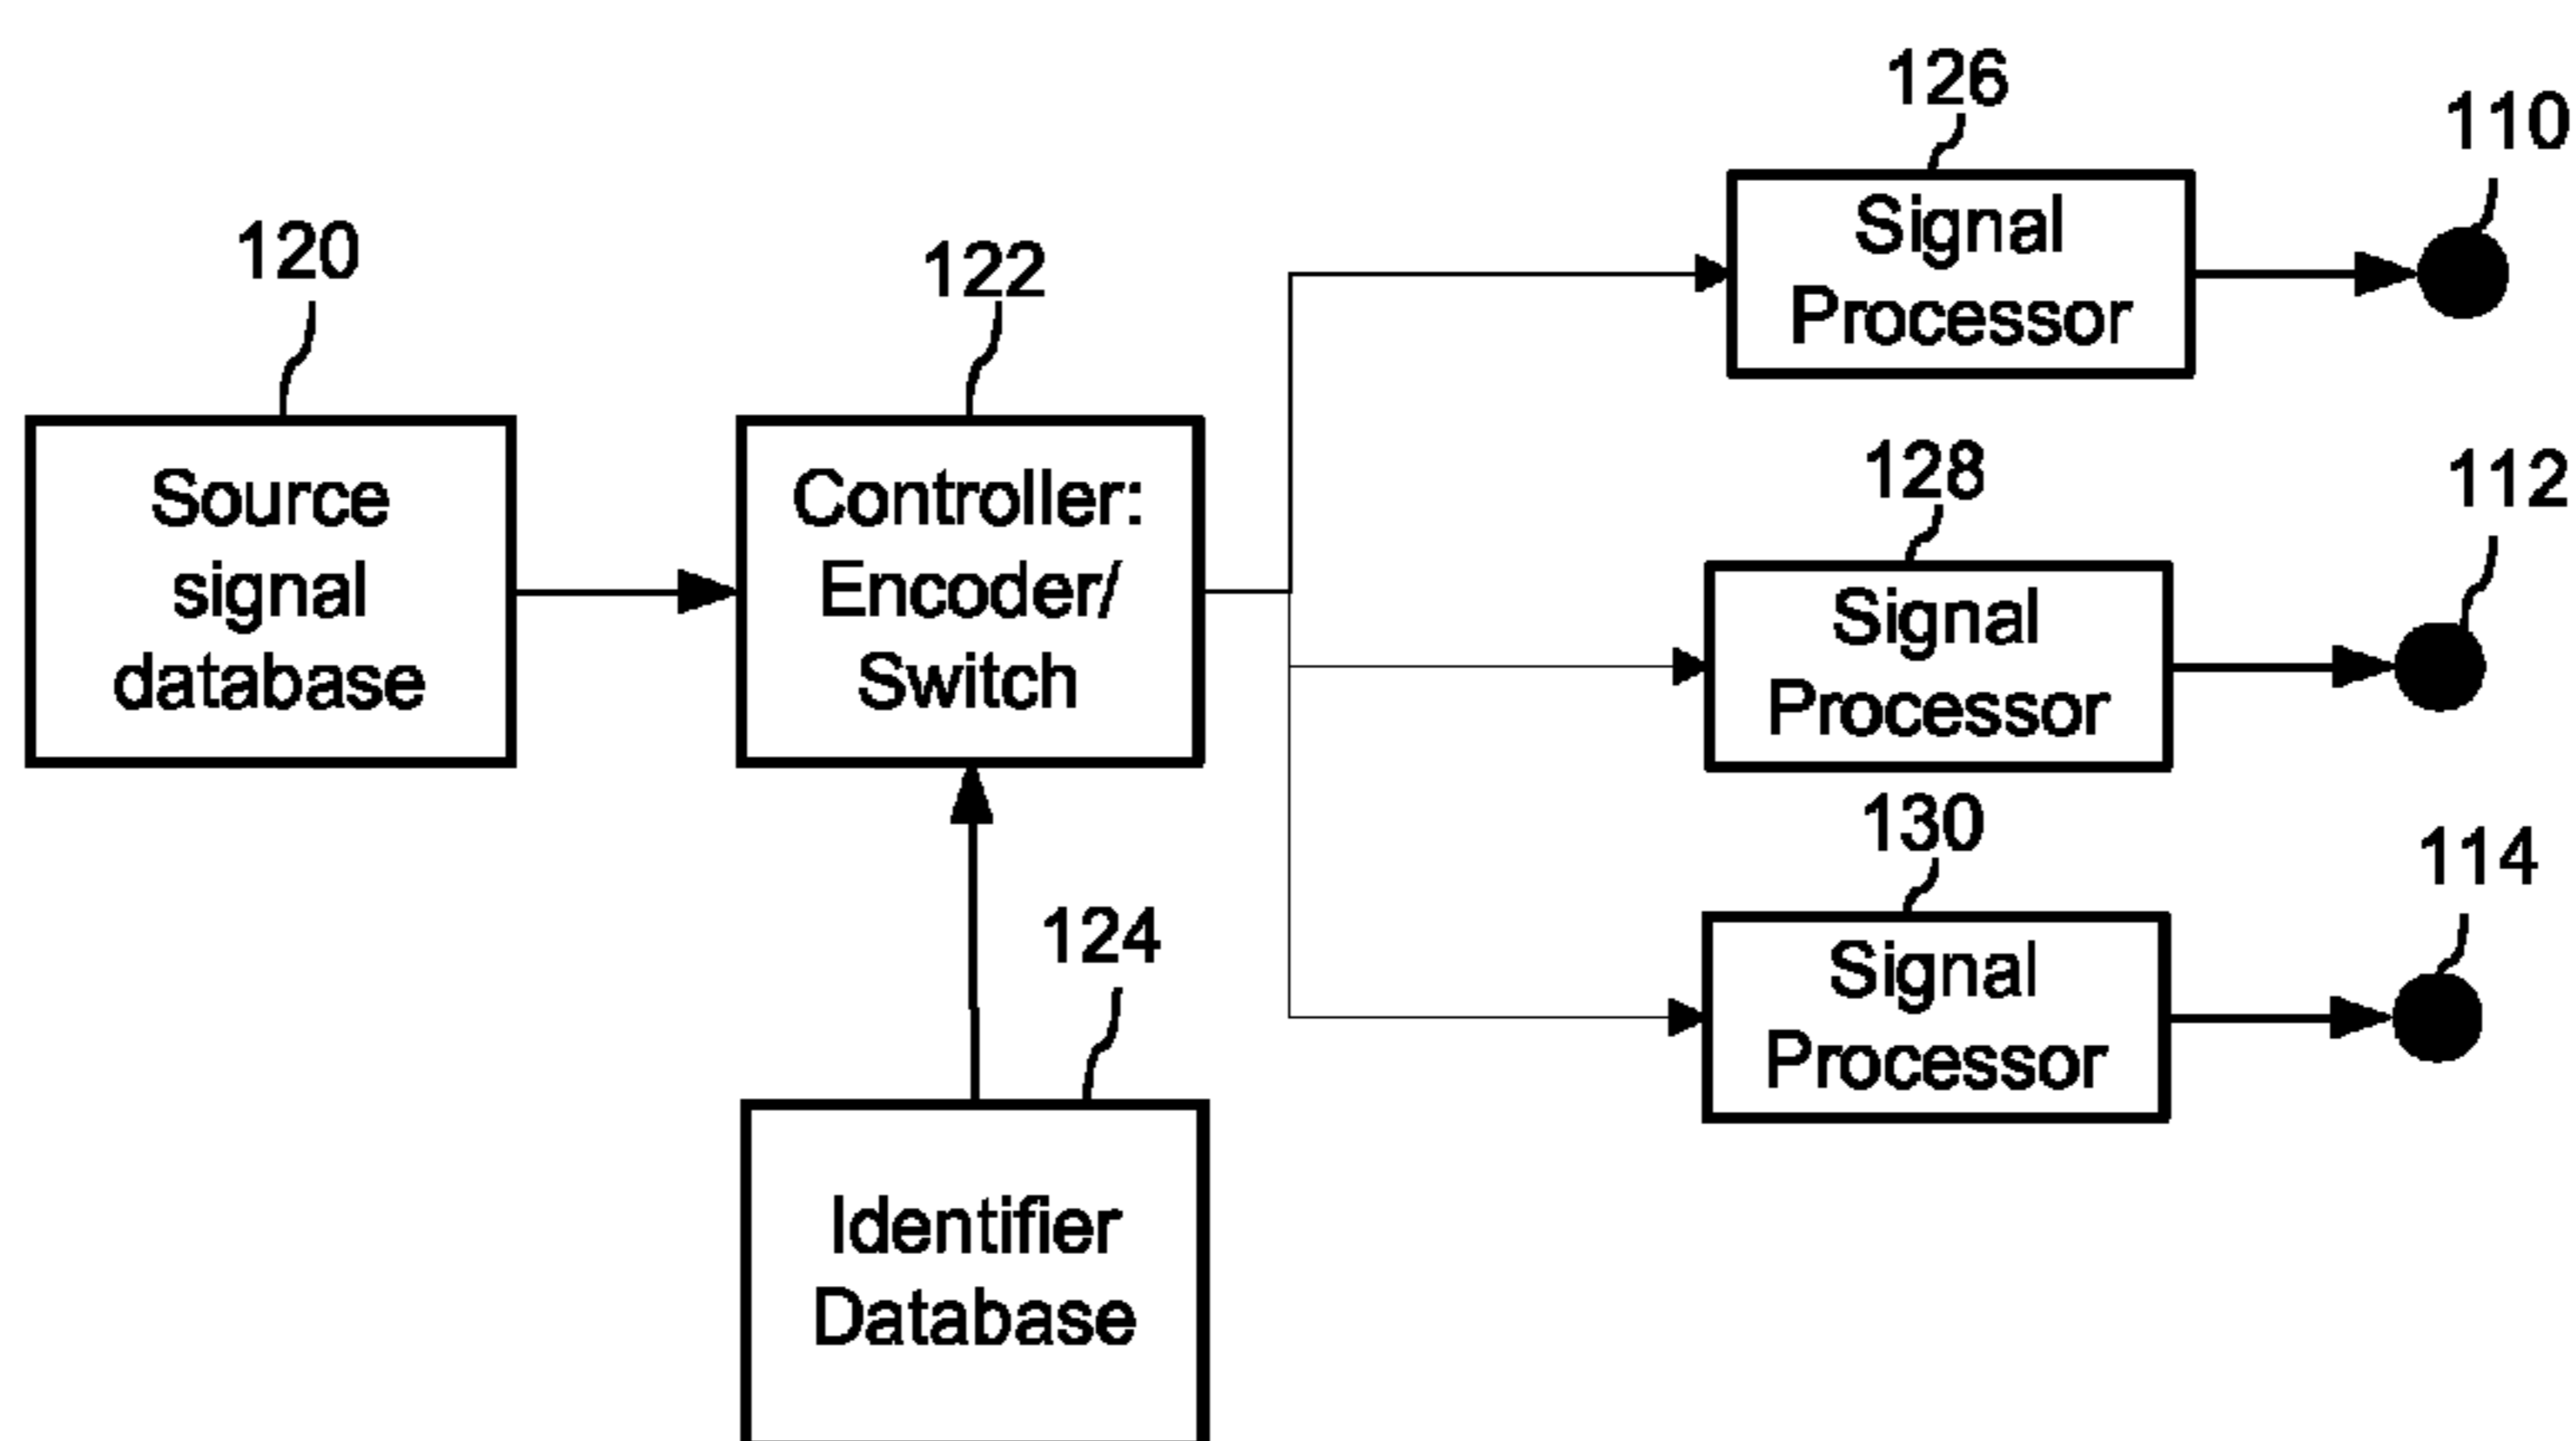 126
110
Signal
Processor
120
122
Source
signal
database
Controller:
Encoder/
Switch
128
112
Signal
Processor
130
114
Signal
Processor
124
Identifier
Database